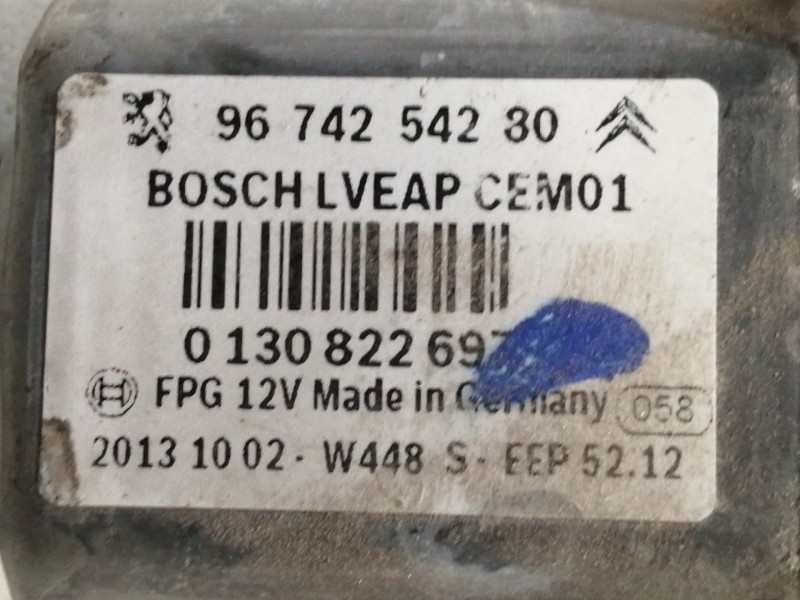 96 742 542 80
BOSCH LVEAP CEM01
0 130 822
FPG 12V Made in Germany 058
2013 10 02 - W448 S - EEP 52.12